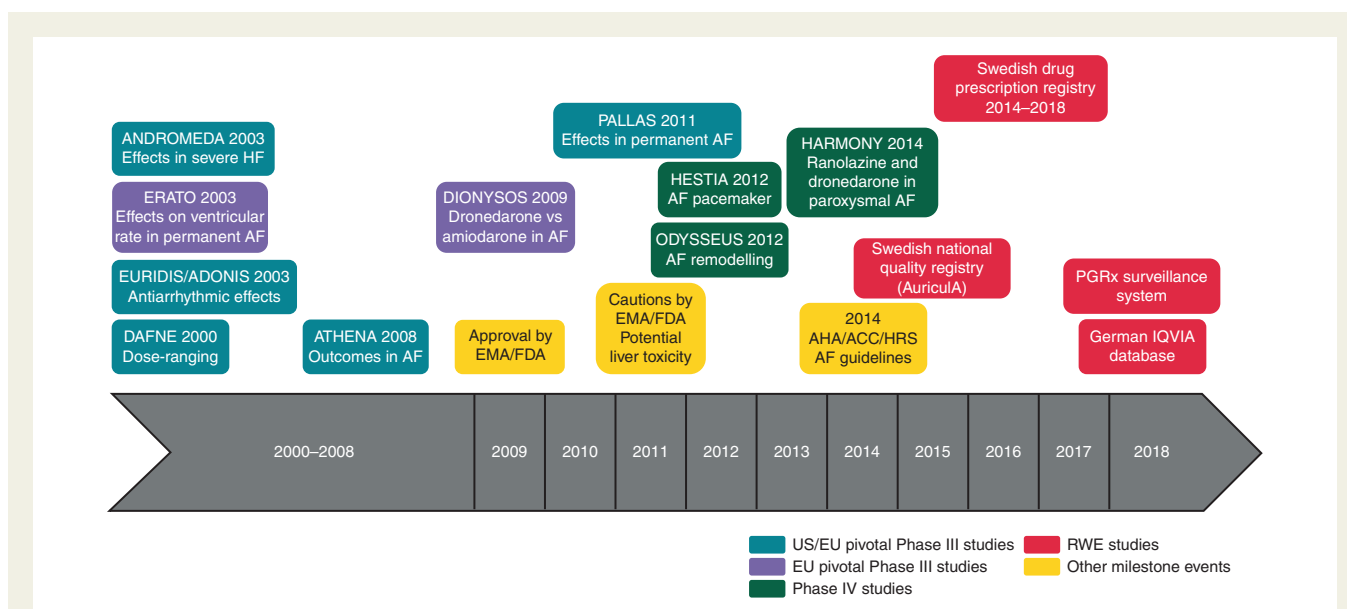 Swedish drug
prescription registry
2014–2018
ANDROMEDA 2003
Effects in severe HF
PALLAS 2011
Effects in permanent AF
HARMONY 2014
Ranolazine and
dronedarone in
paroxysmal AF
HESTIA 2012
AF pacemaker
ERATO 2003
Effects on ventricular
rate in permanent AF
DIONYSOS 2009
Dronedarone vs
amiodarone in AF
ODYSSEUS 2012
AF remodelling
Swedish national
quality registry
(AuriculA)
EURIDIS/ADONIS 2003
Antiarrhythmic effects
PGRx surveillance
system
Cautions by
EMA/FDA
Potential
liver toxicity
DAFNE 2000
Dose-ranging
ATHENA 2008
Outcomes in AF
Approval by
EMA/FDA
2014
AHA/ACC/HRS
AF guidelines
German IQVIA
database
2000–2008
2009
2010
2011
2012
2013
2014
2015
2016
2017
2018
US/EU pivotal Phase III studies
EU pivotal Phase III studies
Phase IV studies
RWE studies
Other milestone events